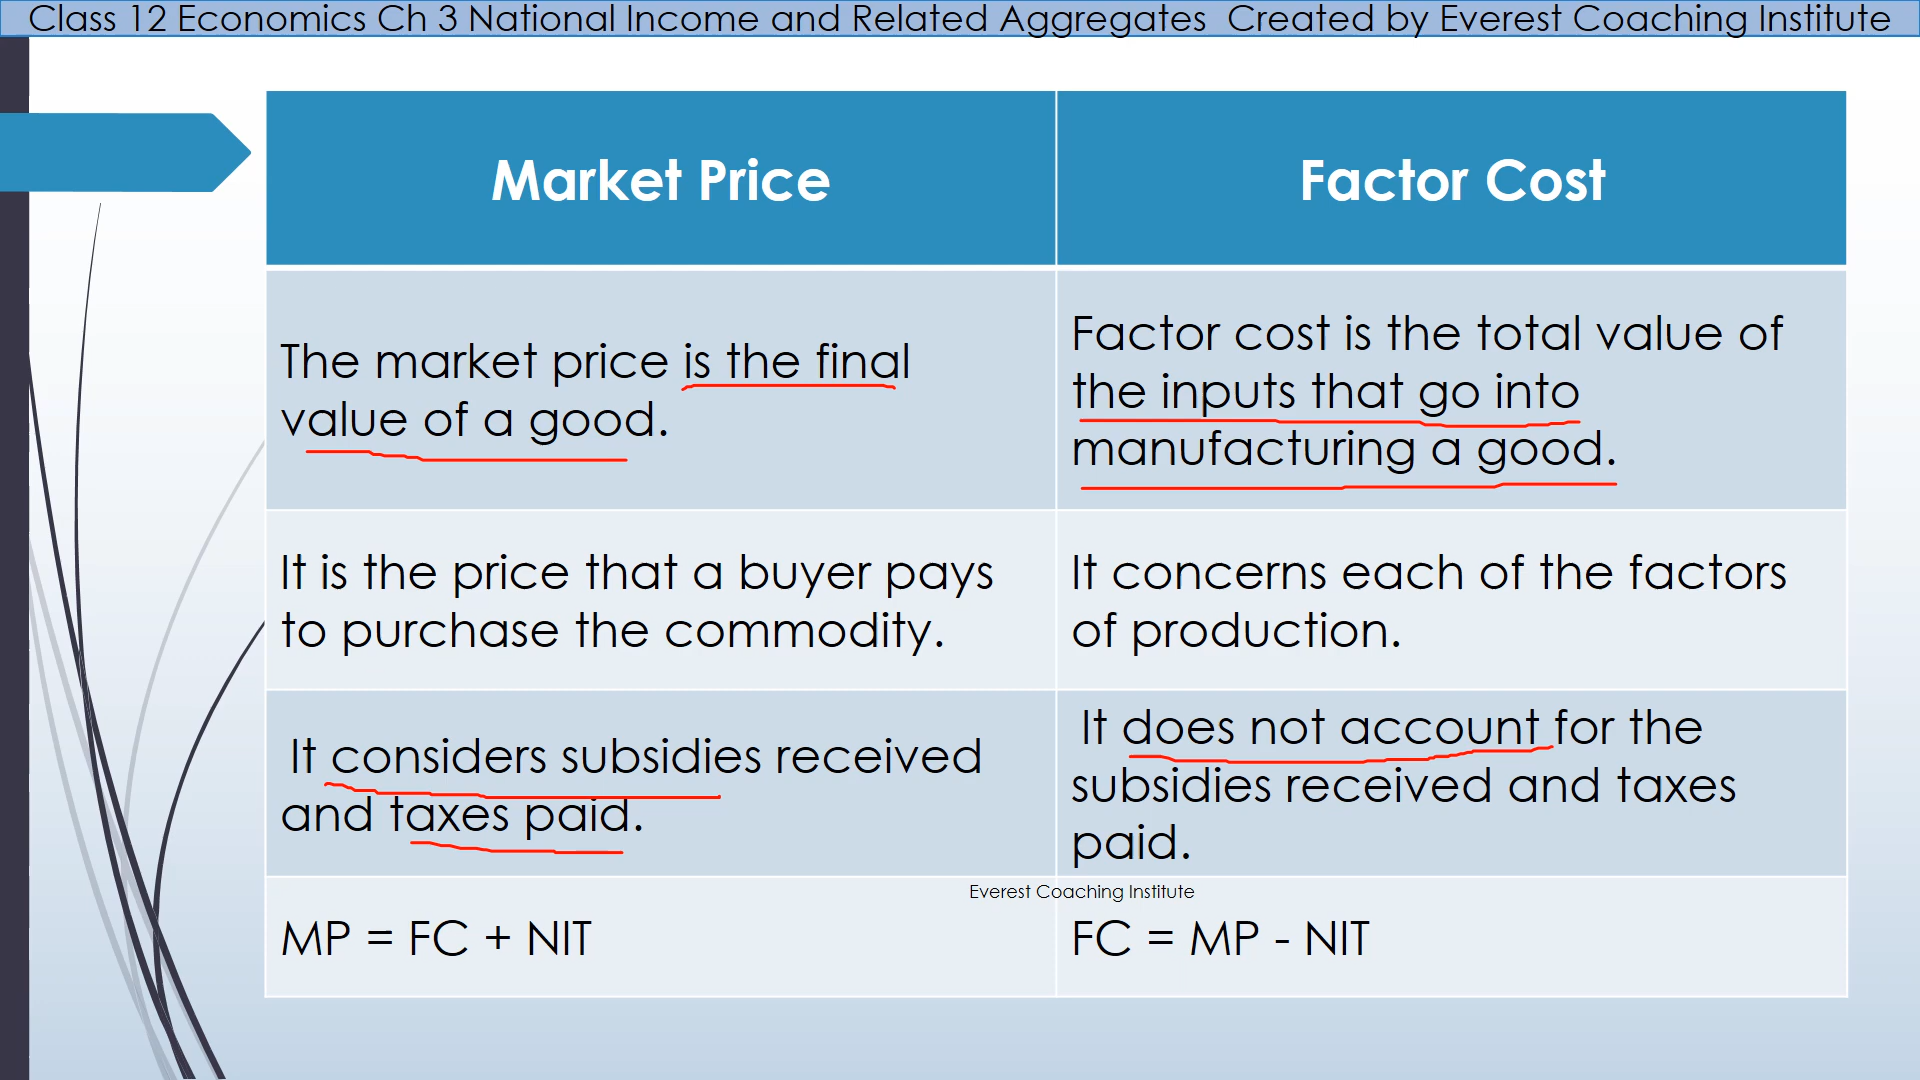 Class 12 Economics Ch 3 National Income and Related Aggregates  Created by Everest Coaching Institute
Market Price
Factor Cost
The market price is the final
value of a good.
Factor cost is the total value of
the inputs that go into
manufacturing a good.
It is the price that a buyer pays
to purchase the commodity.
It concerns each of the factors
of production.
It considers subsidies received
and taxes paid.
It does not account for the
subsidies received and taxes
paid.
Everest Coaching Institute
MP = FC + NIT
FC = MP - NIT